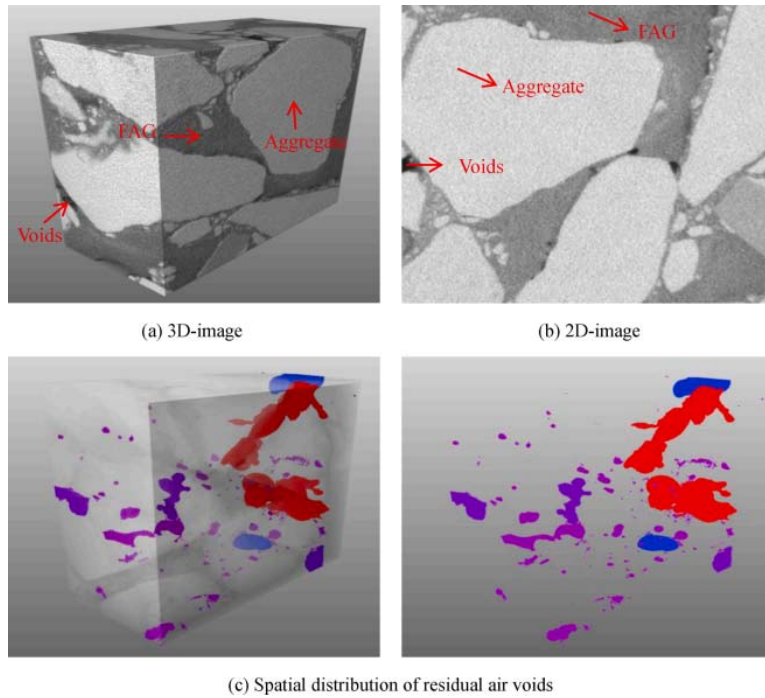 FAG
Aggregate
Voids
FAG
Aggregate
Voids
(a) 3D-image
(b) 2D-image
(c) Spatial distribution of residual air voids